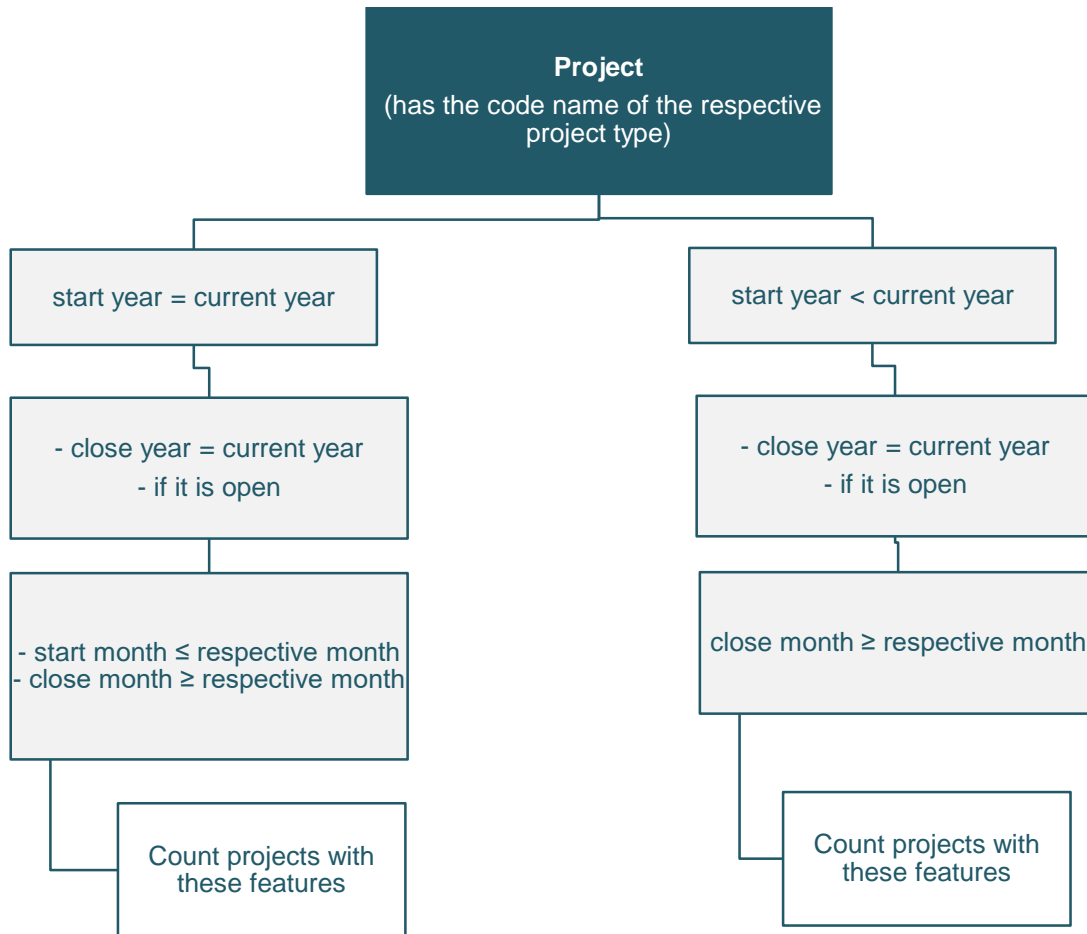 Project
(has the code name of the respective
project type)
start year = current year
start year < current year
- close year = current year
- if it is open
- close year = current year
- if it is open
- start month ≤ respective month
- close month ≥ respective month
close month ≥ respective month
Count projects with
these features
Count projects with
these features